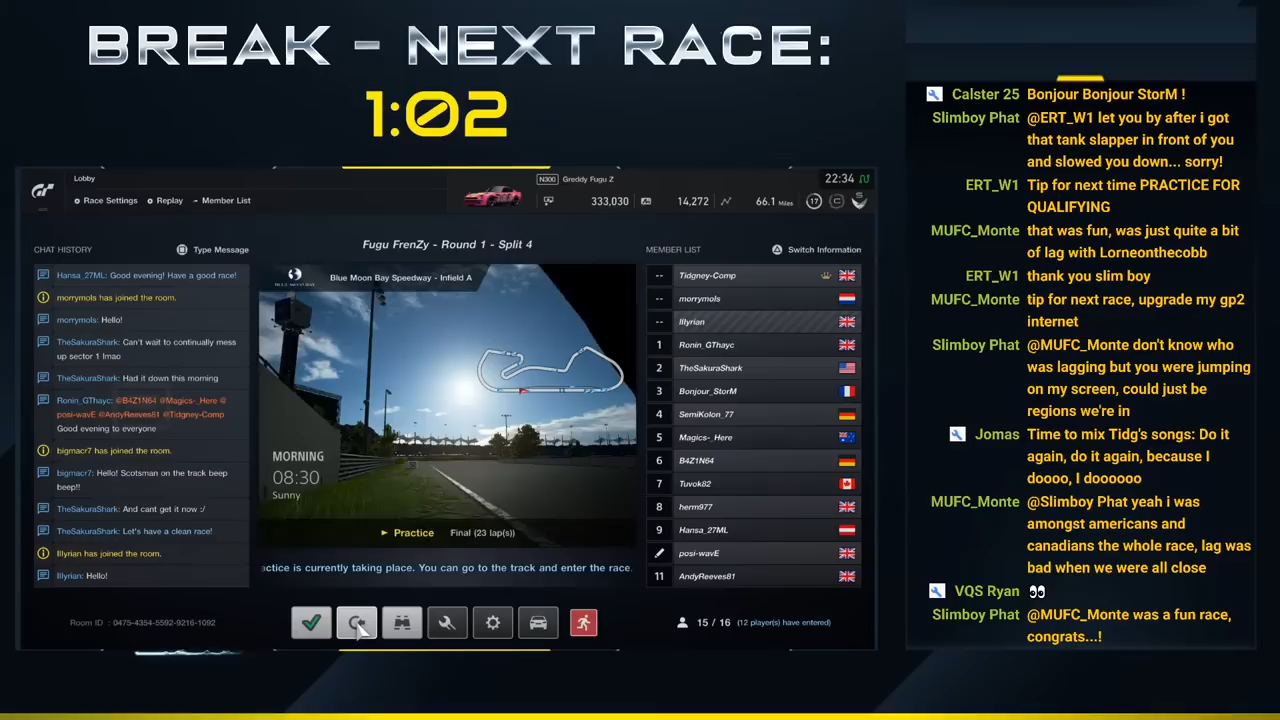 BREAK - NEXT RACE:
1:02
Lobby
Race Settings
Replay
Member List
N300
Greddy Fugu Z
22:34
333,030
14,272
66.1 Miles
17
C
S
CHAT HISTORY
Type Message
Fugu FrenZy - Round 1 - Split 4
MEMBER LIST
Switch Information
Hansa_27ML: Good evening! Have a good race!
morrymols has joined the room.
morrymols: Hello!
TheSakuraShark: Can't wait to continually mess
up sector 1 lmao
TheSakuraShark: Had it down this morning
Ronin_GThayc: @B4Z1N64 @Magics-_Here @
posi-wavE @AndyReeves81 @Tidgney-Comp
Good evening to everyone
bigmacr7 has joined the room.
bigmacr7: Hello! Scotsman on the track beep
beep!!
TheSakuraShark: And cant get it now :/
TheSakuraShark: Let's have a clean race!
Illyrian has joined the room.
Illyrian: Hello!
Blue Moon Bay Speedway - Infield A
MORNING
08:30
Sunny
Practice
Final (23 lap(s))
actice is currently taking place. You can go to the track and enter the race.
-- Tidgney-Comp
-- morrymols
-- Illyrian
1 Ronin_GThayc
2 TheSakuraShark
3 Bonjour_StorM
4 SemiKolon_77
5 Magics-_Here
6 B4Z1N64
7 Tuvok82
8 herm977
9 Hansa_27ML
posi-wavE
11 AndyReeves81
Room ID : 0475-4354-5592-9216-1092
15 / 16
(12 player(s) have entered)
Calster 25 Bonjour Bonjour StorM !
Slimboy Phat @ERT_W1 let you by after i got
that tank slapper in front of you
and slowed you down... sorry!
ERT_W1 Tip for next time PRACTICE FOR
QUALIFYING
MUFC_Monte that was fun, was just quite a bit
of lag with Lorneonthecobb
ERT_W1 thank you slim boy
MUFC_Monte tip for next race, upgrade my gp2
internet
Slimboy Phat @MUFC_Monte don't know who
was lagging but you were jumping
on my screen, could just be
regions we're in
Jomas Time to mix Tidg's songs: Do it
again, do it again, because I
doooo, I doooooo
MUFC_Monte @Slimboy Phat yeah i was
amongst americans and
canadians the whole race, lag was
bad when we were all close
VQS Ryan 👀
Slimboy Phat @MUFC_Monte was a fun race,
congrats...!